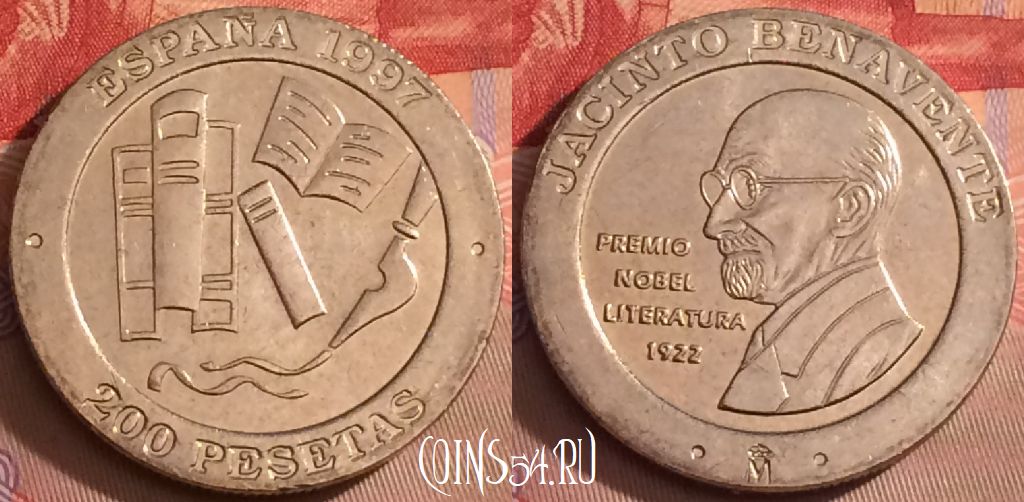 ESPAÑA 1997
200 PESETAS
JACINTO BENAVENTE
PREMIO
NOBEL
LITERATURA
1922
M
COINS54.RU